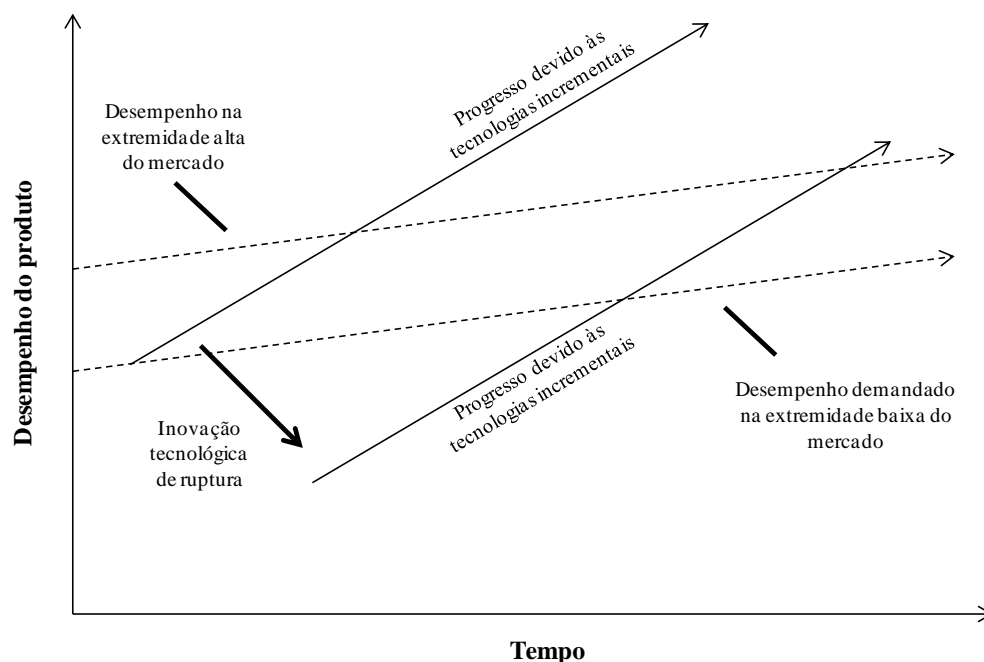 Desempenho na
extremidade alta
do mercado
Progresso devido às
tecnologias incrementais
Desempenho do produto
Inovação
tecnológica
de ruptura
Progresso devido às
tecnologias incrementais
Desempenho demandado
na extremidade baixa do
mercado
Tempo